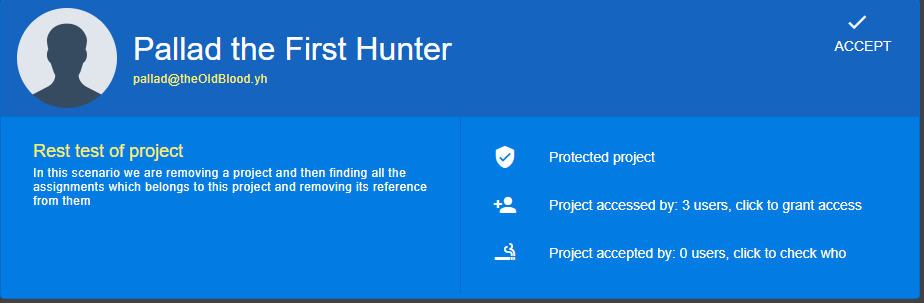 Pallad the First Hunter
pallad@theOldBlood.yh
ACCEPT
Rest test of project
In this scenario we are removing a project and then finding all the
assignments which belongs to this project and removing its reference
from them
Protected project
Project accessed by: 3 users, click to grant access
Project accepted by: 0 users, click to check who